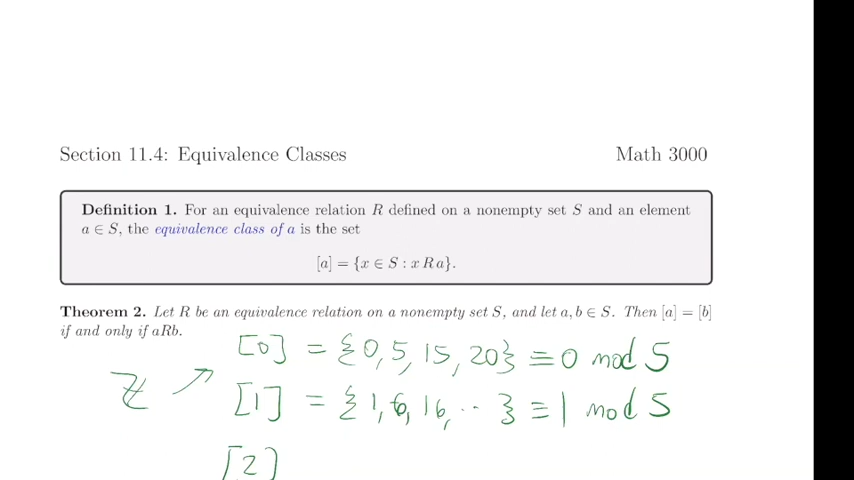 Section 11.4: Equivalence Classes Math 3000
Definition 1. For an equivalence relation R defined on a nonempty set S and an element
a ∈ S, the equivalence class of a is the set
[a] = {x ∈ S : x R a}.
Theorem 2. Let R be an equivalence relation on a nonempty set S, and let a, b ∈ S. Then [a] = [b]
if and only if aRb.
[0] = {0, 5, 15, 20} ≡ 0 mod 5
ℤ ↗
[1] = {1, 6, 16, ·· } ≡ 1 mod 5
[2]